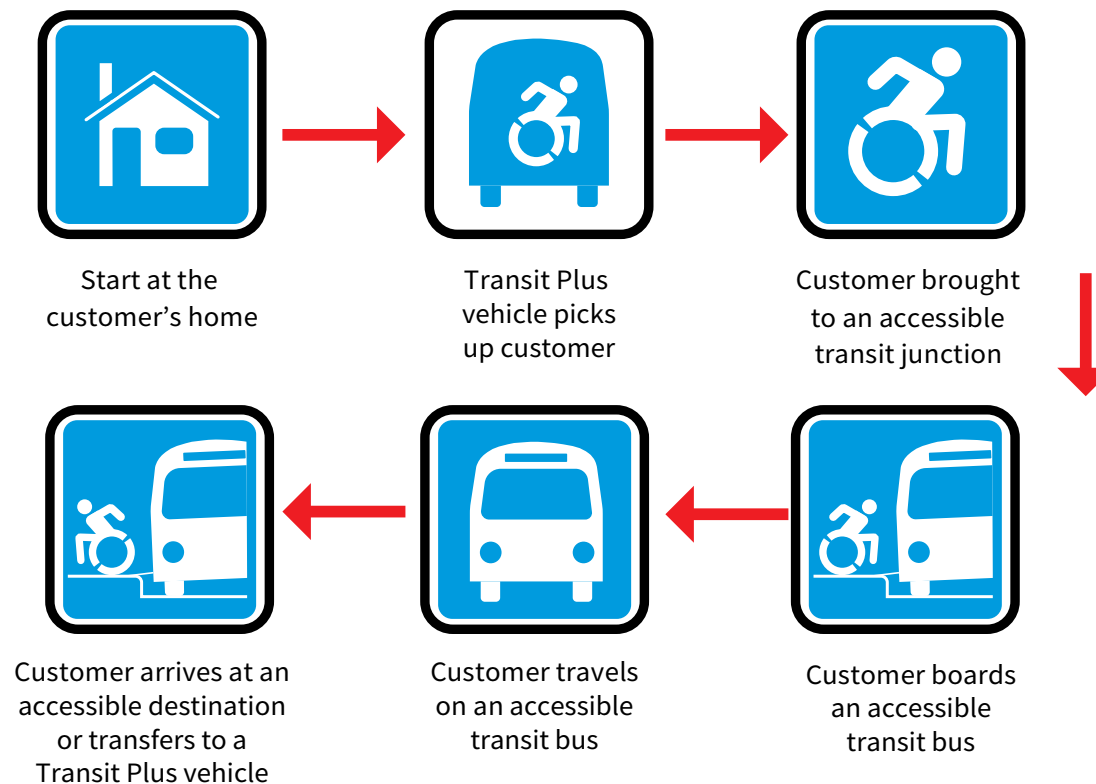 Start at the
customer’s home
Transit Plus
vehicle picks
up customer
Customer brought
to an accessible
transit junction
Customer boards
an accessible
transit bus
Customer travels
on an accessible
transit bus
Customer arrives at an
accessible destination
or transfers to a
Transit Plus vehicle